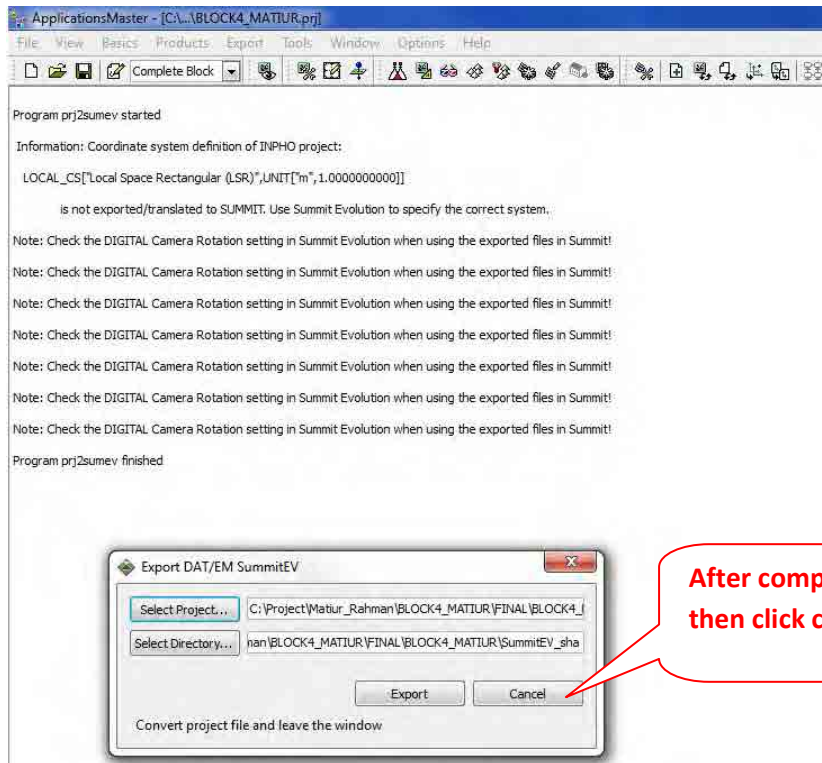 ApplicationsMaster - [C:\...\BLOCK4_MATIUR.prj]
File View Basics Products Export Tools Window Options Help
Complete Block
Program prj2sumev started
Information: Coordinate system definition of INPHO project:
LOCAL_CS["Local Space Rectangular (LSR)",UNIT["m",1.0000000000]]
is not exported/translated to SUMMIT. Use Summit Evolution to specify the correct system.
Note: Check the DIGITAL Camera Rotation setting in Summit Evolution when using the exported files in Summit!
Note: Check the DIGITAL Camera Rotation setting in Summit Evolution when using the exported files in Summit!
Note: Check the DIGITAL Camera Rotation setting in Summit Evolution when using the exported files in Summit!
Note: Check the DIGITAL Camera Rotation setting in Summit Evolution when using the exported files in Summit!
Note: Check the DIGITAL Camera Rotation setting in Summit Evolution when using the exported files in Summit!
Note: Check the DIGITAL Camera Rotation setting in Summit Evolution when using the exported files in Summit!
Note: Check the DIGITAL Camera Rotation setting in Summit Evolution when using the exported files in Summit!
Program prj2sumev finished
Export DAT/EM SummitEV
Select Project... C:\Project\Matiur_Rahman\BLOCK4_MATIUR\FINAL\BLOCK4_
Select Directory... nan\BLOCK4_MATIUR\FINAL\BLOCK4_MATIUR\SummitEV_sha
Export Cancel
Convert project file and leave the window
After comp
then click c